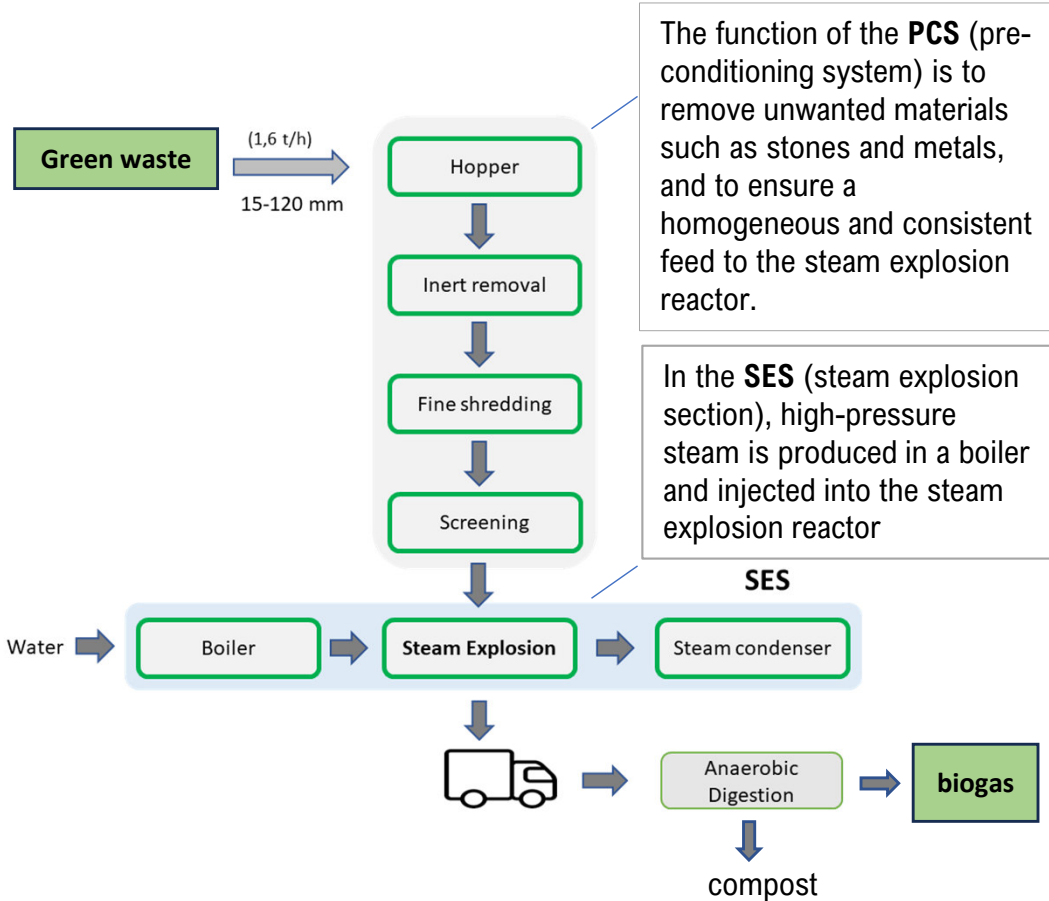 The function of the PCS (pre-
conditioning system) is to
remove unwanted materials
such as stones and metals,
and to ensure a
homogeneous and consistent
feed to the steam explosion
reactor.
Green waste
(1,6 t/h)
15-120 mm
Hopper
Inert removal
Fine shredding
Screening
In the SES (steam explosion
section), high-pressure
steam is produced in a boiler
and injected into the steam
explosion reactor
SES
Water
Boiler
Steam Explosion
Steam condenser
Anaerobic
Digestion
biogas
compost